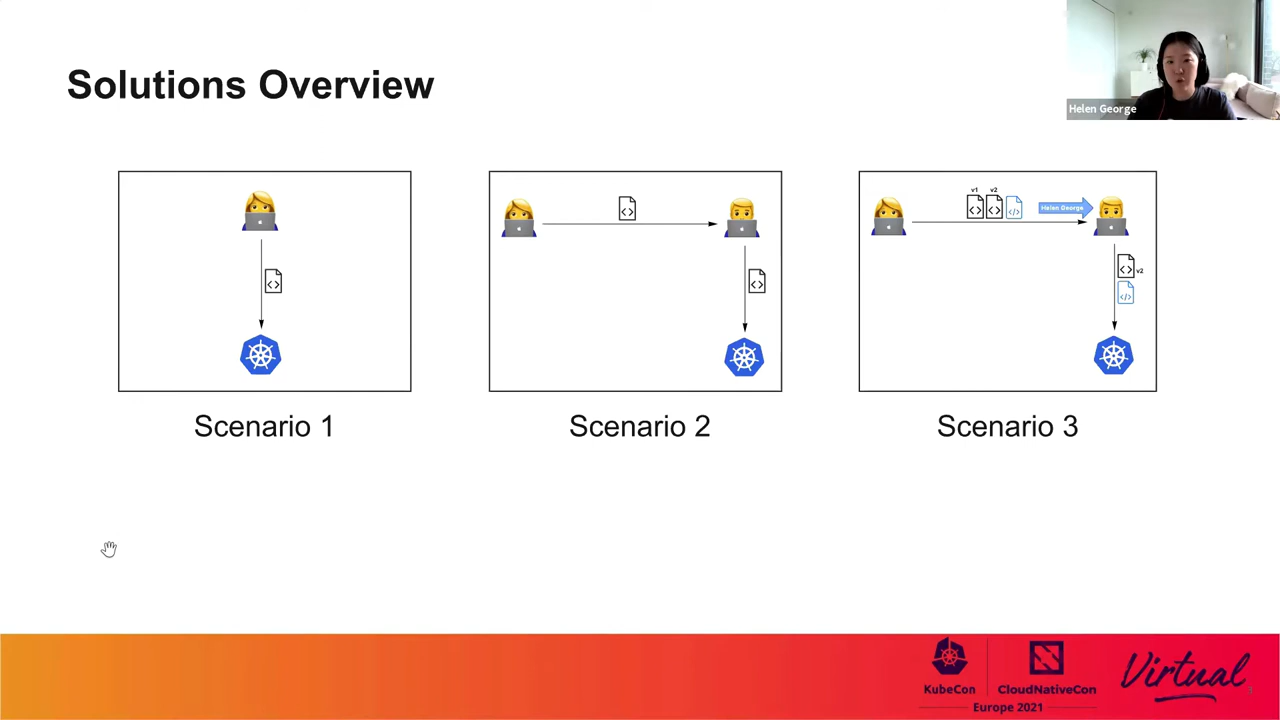 Solutions Overview
Helen George
v1 v2
Helen George
v2
Scenario 1
Scenario 2
Scenario 3
KubeCon
CloudNativeCon
Europe 2021
Virtual